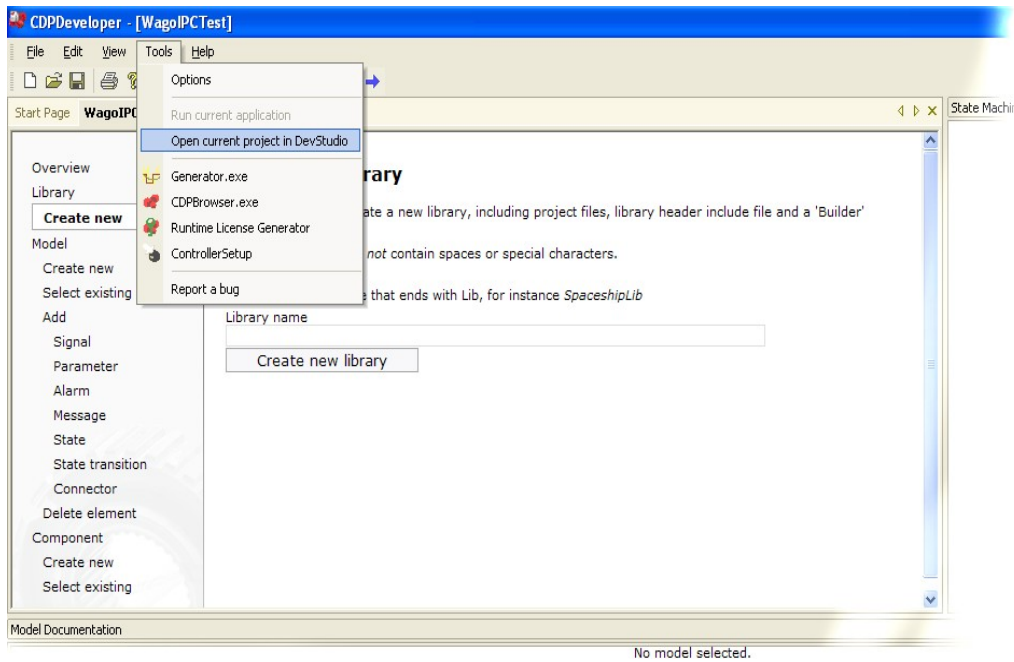 CDPDeveloper - [WagoIPCTest]
File Edit View Tools Help
Start Page WagoIPC
State Machi
Options
Run current application
Open current project in DevStudio
Generator.exe
CDPBrowser.exe
Runtime License Generator
ControllerSetup
Report a bug
Overview
Library
Create new
Model
Create new
Select existing
Add
Signal
Parameter
Alarm
Message
State
State transition
Connector
Delete element
Component
Create new
Select existing
rary
ate a new library, including project files, library header include file and a 'Builder'
not contain spaces or special characters.
that ends with Lib, for instance SpaceshipLib
Library name
Create new library
Model Documentation
No model selected.